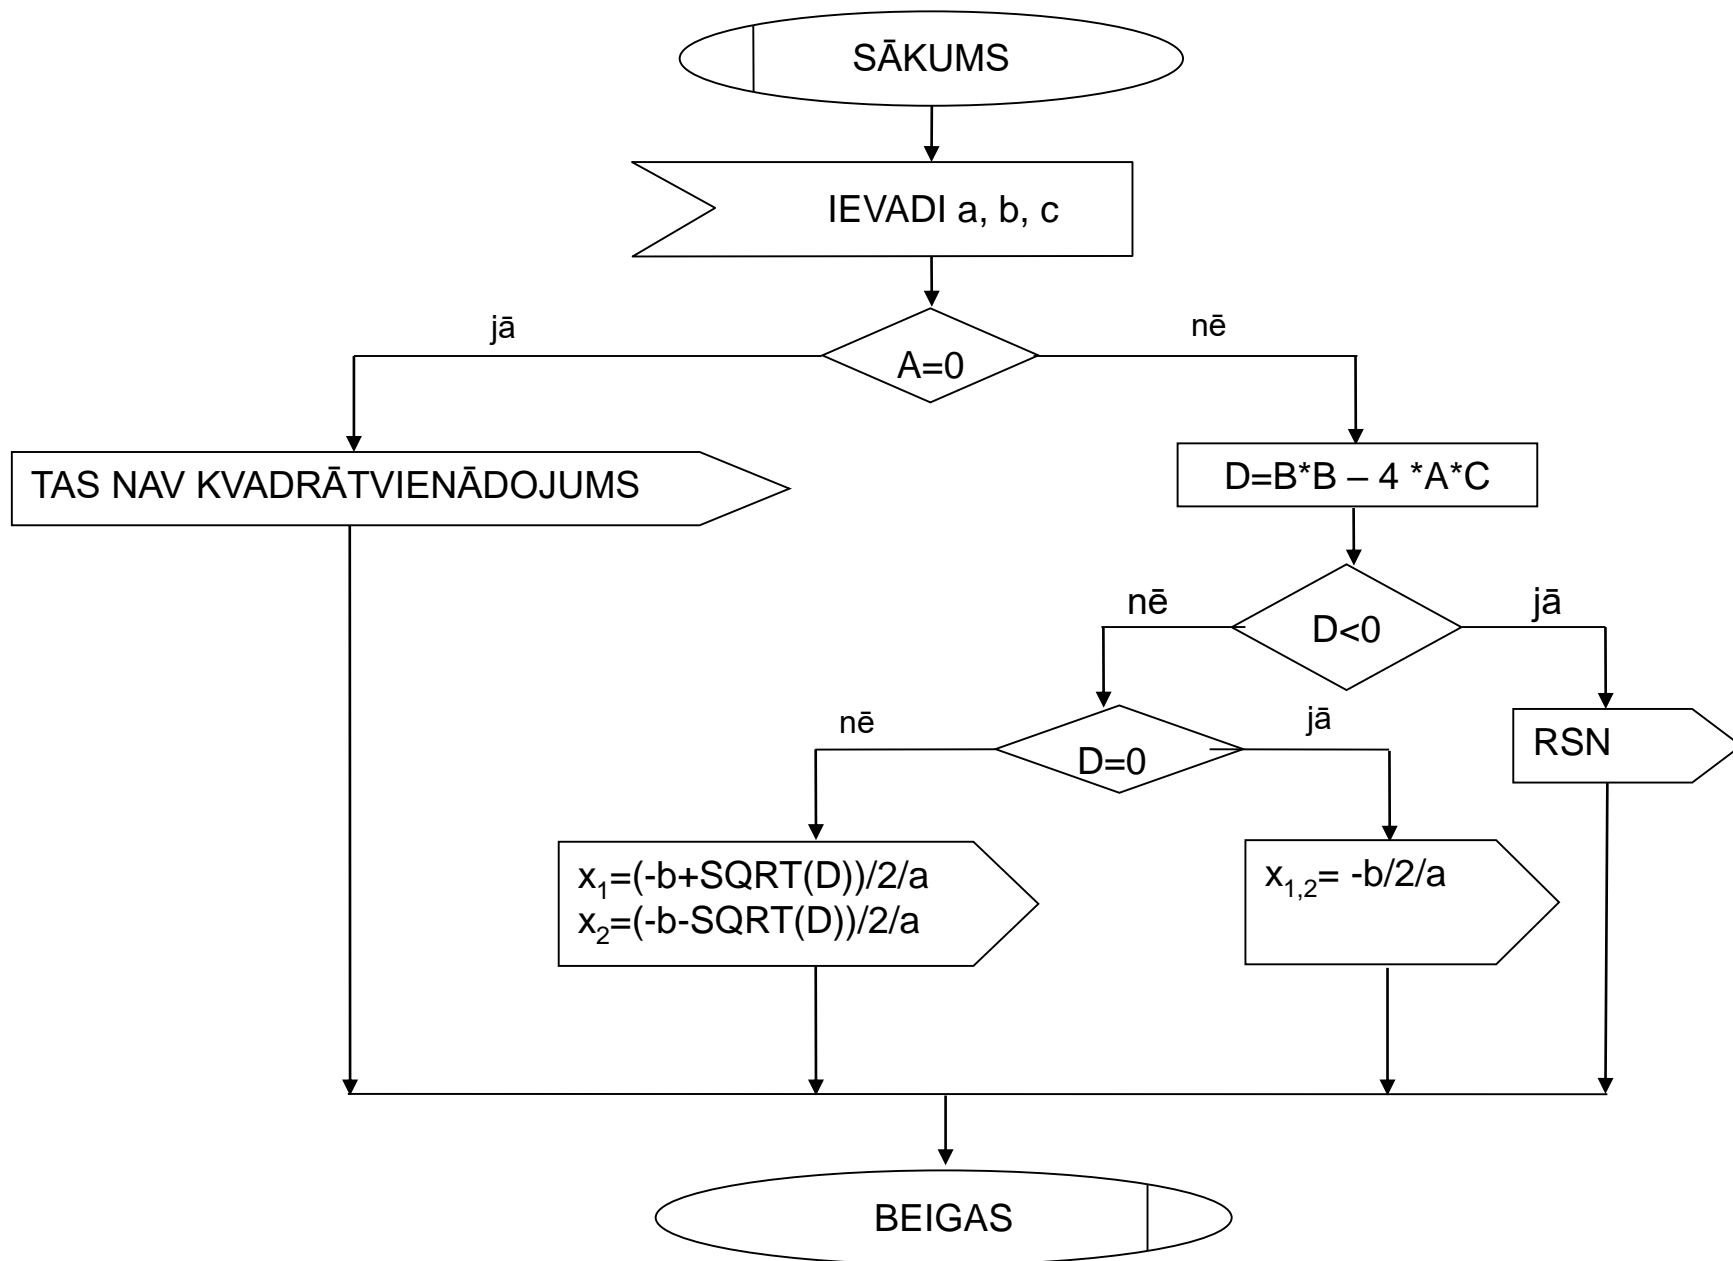 SĀKUMS
IEVADI a, b, c
jā
nē
A=0
TAS NAV KVADRĀTVIENĀDOJUMS
D=B*B – 4 *A*C
nē
jā
D<0
nē
jā
D=0
RSN
x₁=(-b+SQRT(D))/2/a
x₂=(-b-SQRT(D))/2/a
x₁,₂= -b/2/a
BEIGAS